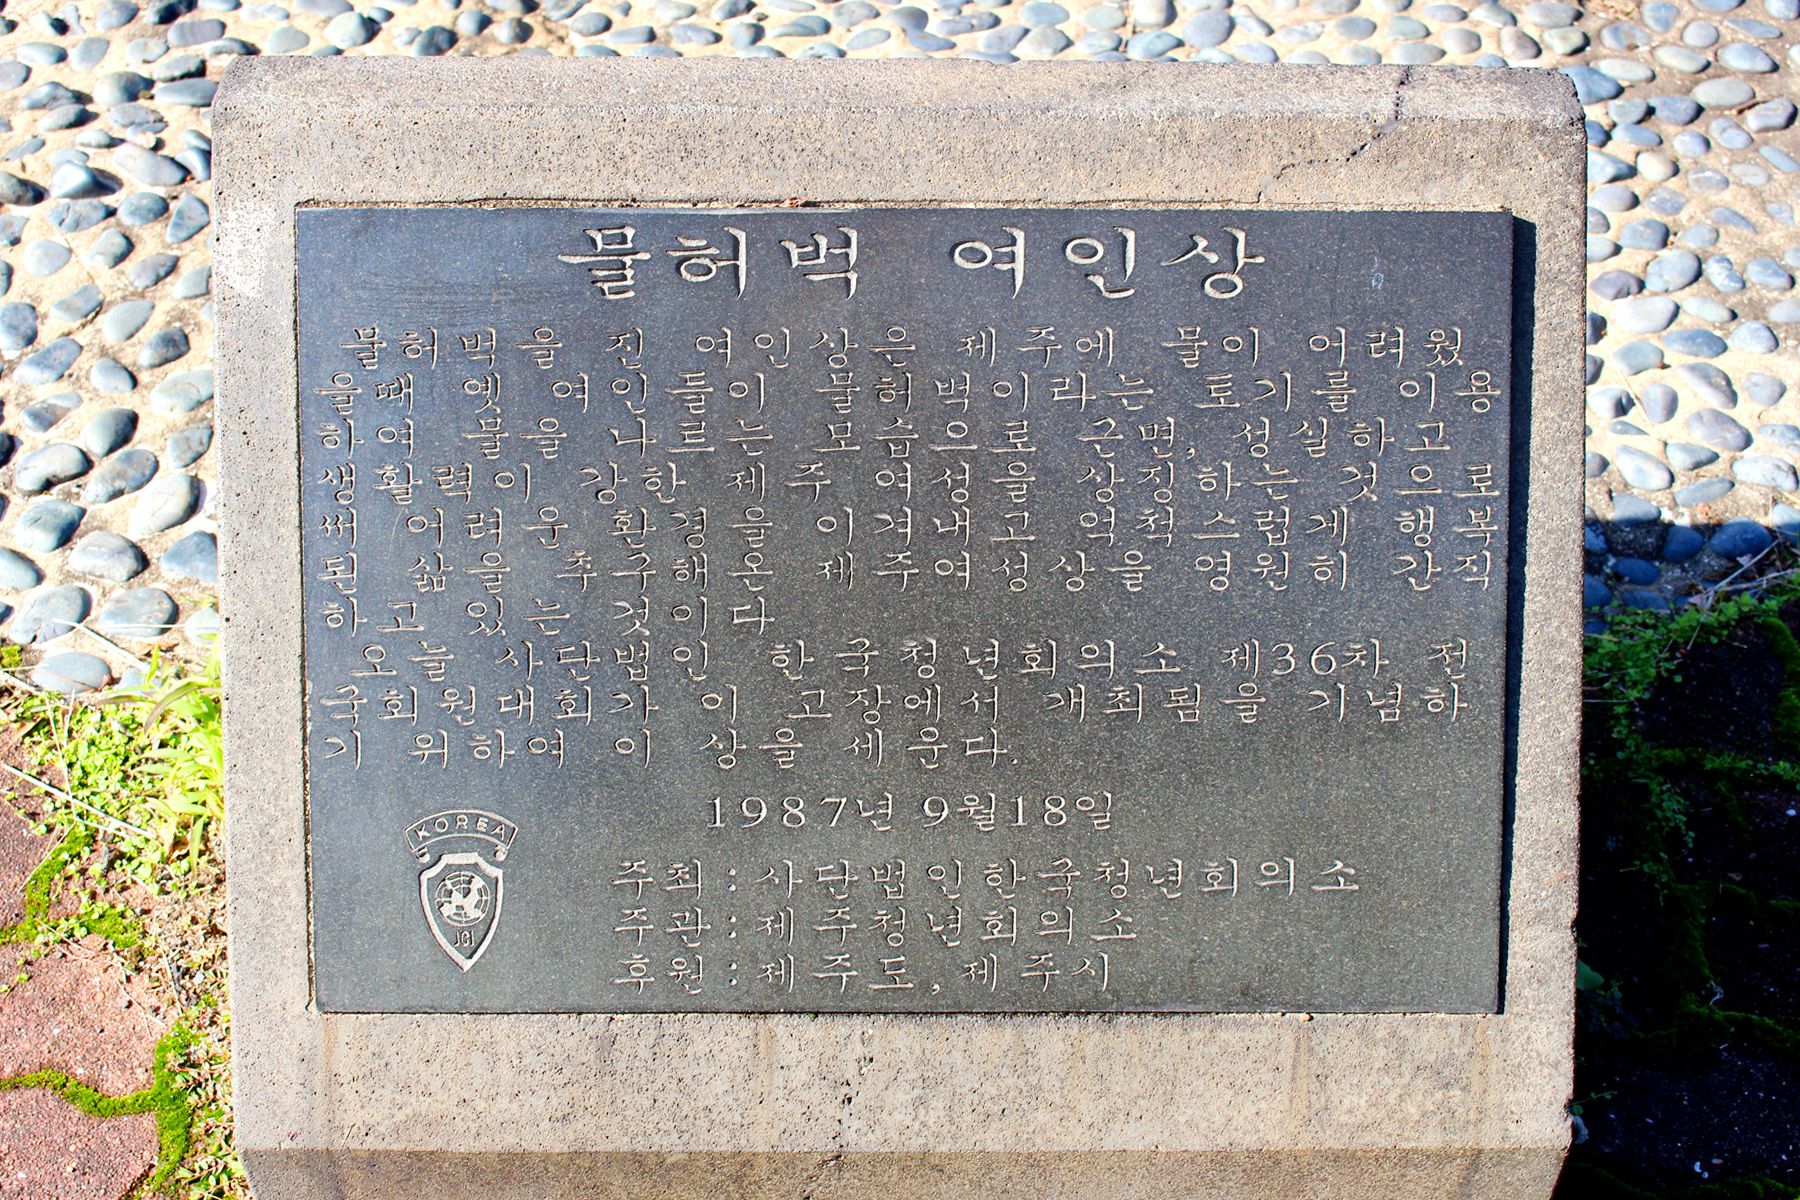 물허벅 여인상
물허벅을 진 여인상은 제주에 물이 어려웠
을때 옛 여인들이 물허벅이라는 토기를 이용
하여 물을 나르는 모습으로 근면, 성실하고
생활력이 강한 제주 여성을 상징하는 것으로
또 어려운 환경을 이겨내고 억척스럽게 행복
된 삶을 추구해온 제주여성상을 영원히 간직
하고 있는 것이다
오늘 사단법인 한국청년회의소 제36차 전
국회원대회가 이 고장에서 개최됨을 기념하
기 위하여 이 상을 세운다.
1987년 9월18일
KOREA
JCI
주최 : 사단법인한국청년회의소
주관 : 제주청년회의소
후원 : 제주도, 제주시